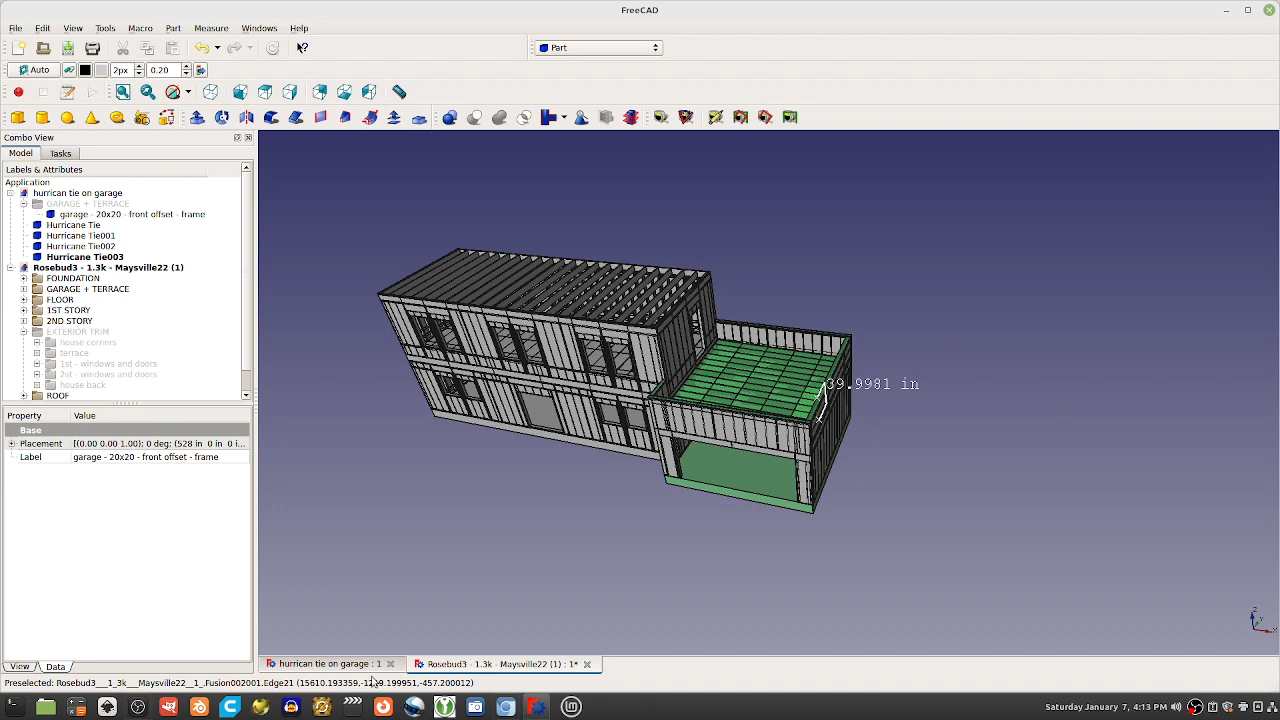 FreeCAD
File Edit View Tools Macro Part Measure Windows Help
Part
Auto 2px 0.20
Combo View
Model Tasks
Labels & Attributes
Application
hurrican tie on garage
GARAGE + TERRACE
garage - 20x20 - front offset - frame
Hurricane Tie
Hurricane Tie001
Hurricane Tie002
Hurricane Tie003
Rosebud3 - 1.3k - Maysville22 (1)
FOUNDATION
GARAGE + TERRACE
FLOOR
1ST STORY
2ND STORY
EXTERIOR TRIM
house corners
terrace
1st - windows and doors
2st - windows and doors
house back
ROOF
39.9981 in
Property Value
Base
Placement [(0.00 0.00 1.00); 0 deg; (528 in 0 in 0 i...
Label garage - 20x20 - front offset - frame
Z
Y
X
View Data
hurrican tie on garage : 1
Rosebud3 - 1.3k - Maysville22 (1) : 1*
Preselected: Rosebud3___1_3k___Maysville22__1_.Fusion002001.Edge21
Saturday January 7, 4:13 PM